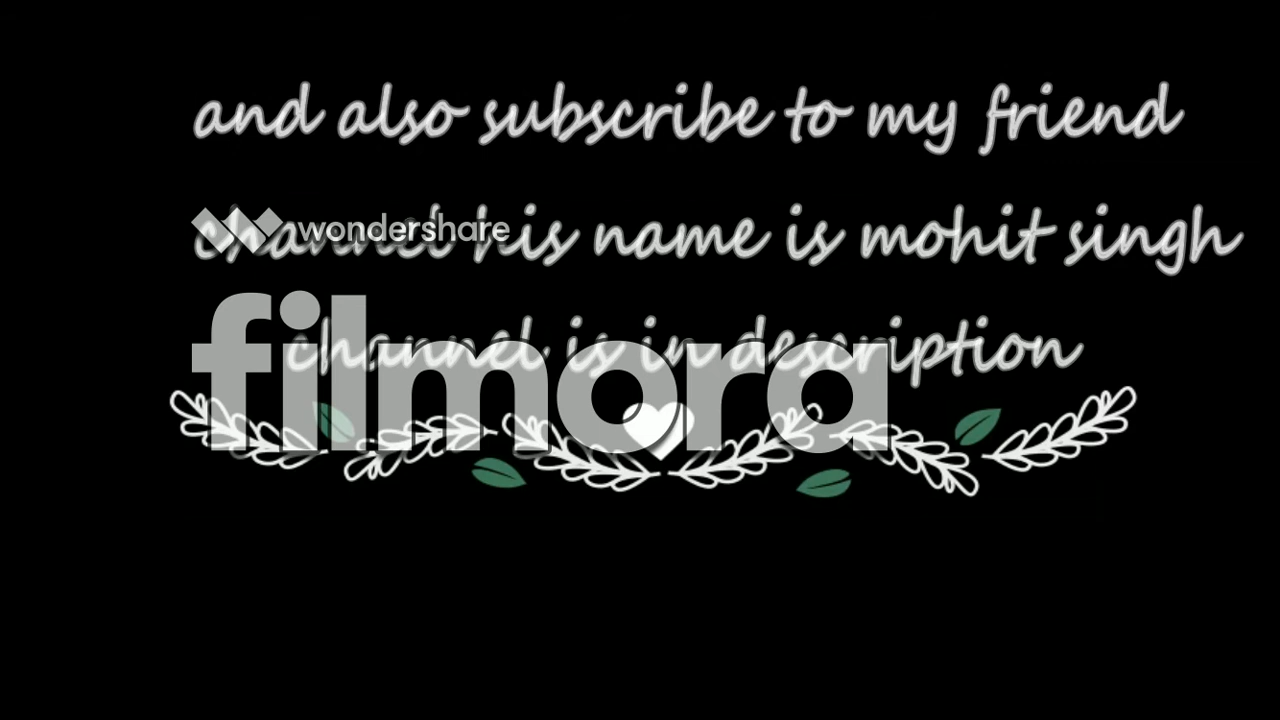 and also subscribe to my friend
channel his name is mohit singh
wondershare
channel is in description
filmora